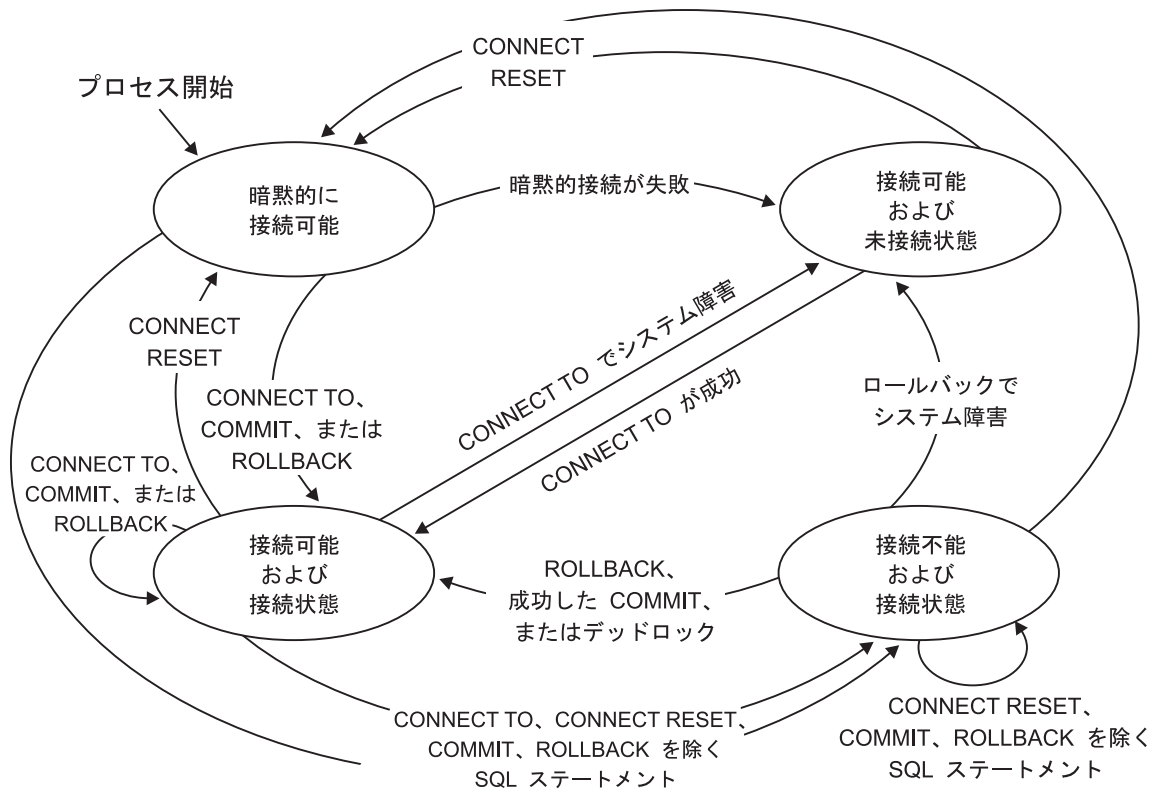 CONNECT
RESET
プロセス開始
暗黙的に
接続可能
暗黙的接続が失敗
接続可能
および
未接続状態
CONNECT
RESET
CONNECT TO、
COMMIT、または
ROLLBACK
CONNECT TO でシステム障害
CONNECT TO が成功
ロールバックで
システム障害
CONNECT TO、
COMMIT、または
ROLLBACK
接続可能
および
接続状態
ROLLBACK、
成功した COMMIT、
またはデッドロック
接続不能
および
接続状態
CONNECT TO、CONNECT RESET、
COMMIT、ROLLBACK を除く
SQL ステートメント
CONNECT RESET、
COMMIT、ROLLBACK を除く
SQL ステートメント